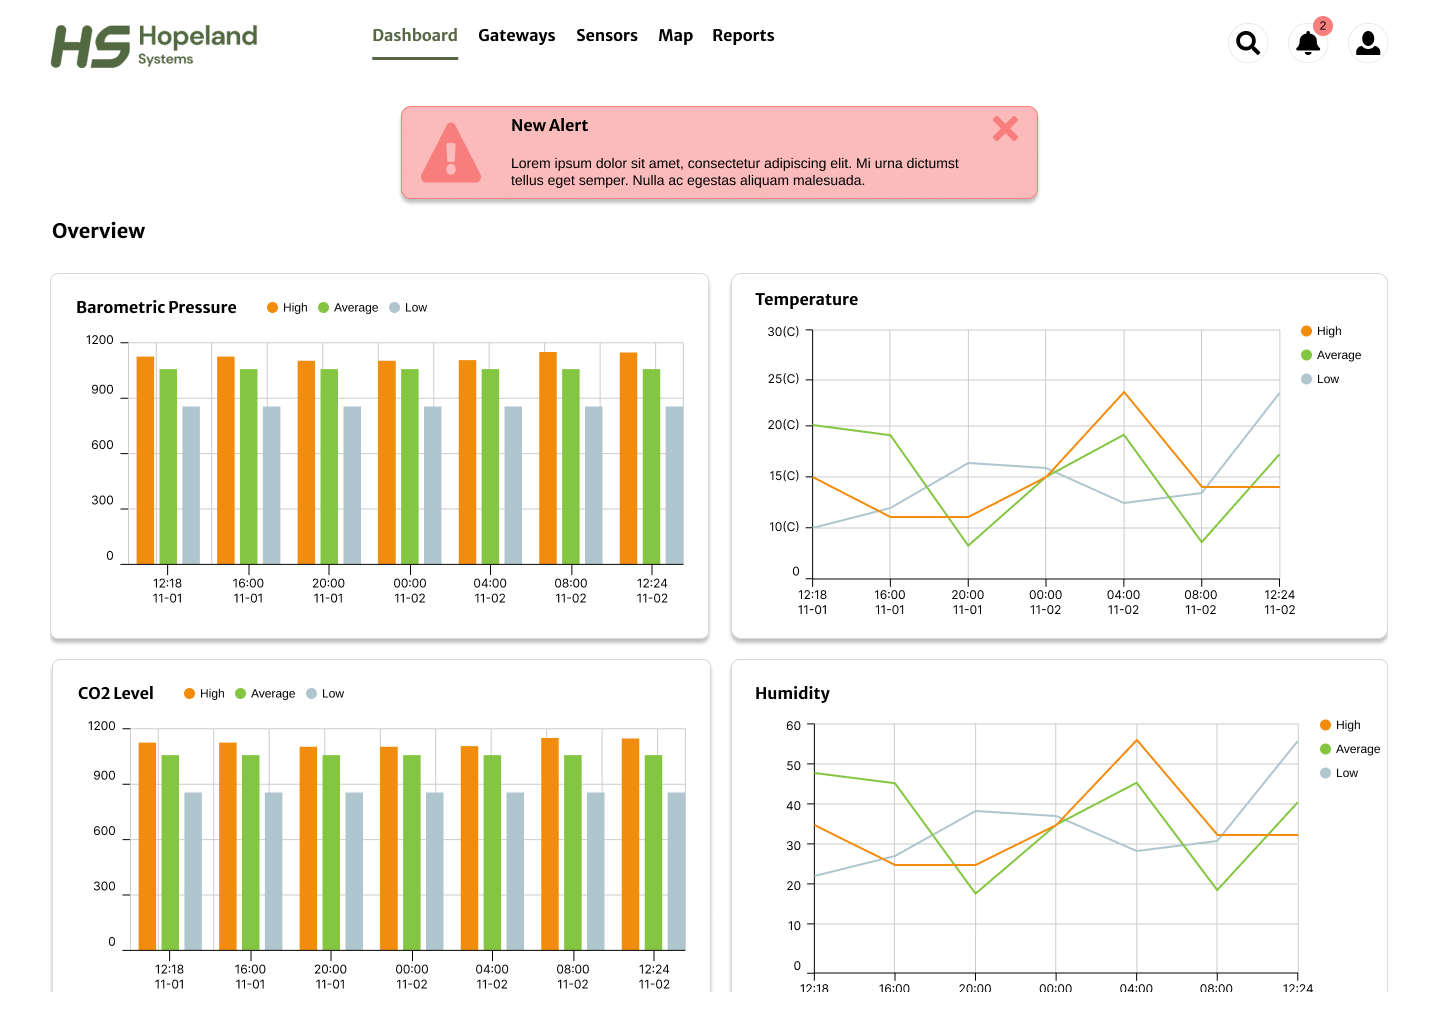 HS Hopeland
Systems
Dashboard Gateways Sensors Map Reports
2
New Alert
Lorem ipsum dolor sit amet, consectetur adipiscing elit. Mi urna dictumst
tellus eget semper. Nulla ac egestas aliquam malesuada.
Overview
Barometric Pressure High Average Low
1200
900
600
300
0
12:18 16:00 20:00 00:00 04:00 08:00 12:24
11-01 11-01 11-01 11-02 11-02 11-02 11-02
Temperature
30(C)
25(C)
20(C)
15(C)
10(C)
0
High
Average
Low
12:18 16:00 20:00 00:00 04:00 08:00 12:24
11-01 11-01 11-01 11-02 11-02 11-02 11-02
CO2 Level High Average Low
1200
900
600
300
0
12:18 16:00 20:00 00:00 04:00 08:00 12:24
11-01 11-01 11-01 11-02 11-02 11-02 11-02
Humidity
60
50
40
30
20
10
0
High
Average
Low
12:18 16:00 20:00 00:00 04:00 08:00 12:24